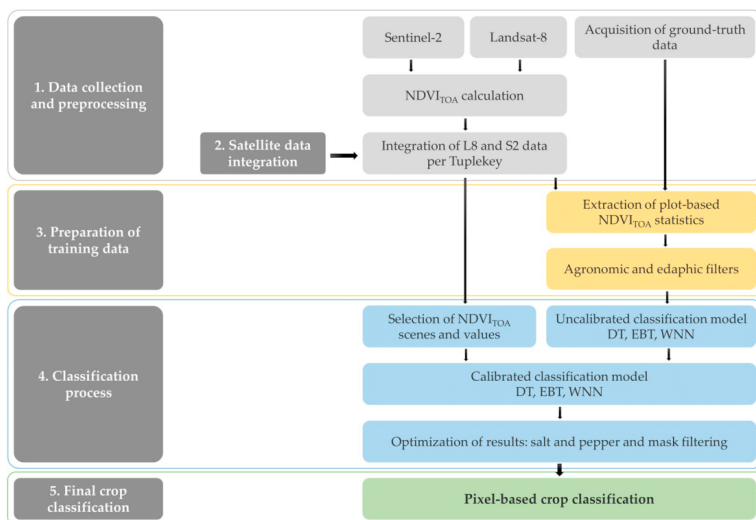 1. Data collection
and preprocessing
Sentinel-2
Landsat-8
Acquisition of ground-truth
data
NDVITOA calculation
2. Satellite data
integration
Integration of L8 and S2 data
per Tuplekey
3. Preparation of
training data
Extraction of plot-based
NDVITOA statistics
Agronomic and edaphic filters
4. Classification
process
Selection of NDVITOA
scenes and values
Uncalibrated classification model
DT, EBT, WNN
Calibrated classification model
DT, EBT, WNN
Optimization of results: salt and pepper and mask filtering
5. Final crop
classification
Pixel-based crop classification